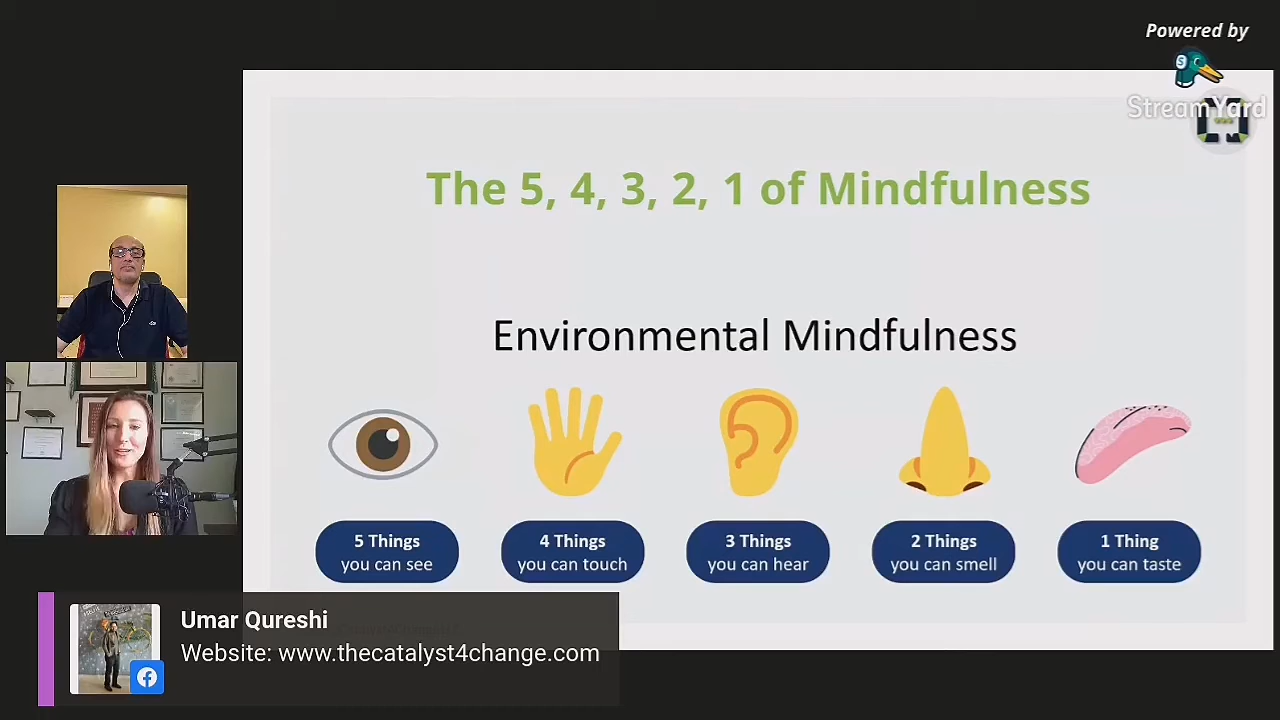 Powered by
StreamYard
The 5, 4, 3, 2, 1 of Mindfulness
Environmental Mindfulness
5 Things
you can see
4 Things
you can touch
3 Things
you can hear
2 Things
you can smell
1 Thing
you can taste
Umar Qureshi
Website: www.thecatalyst4change.com